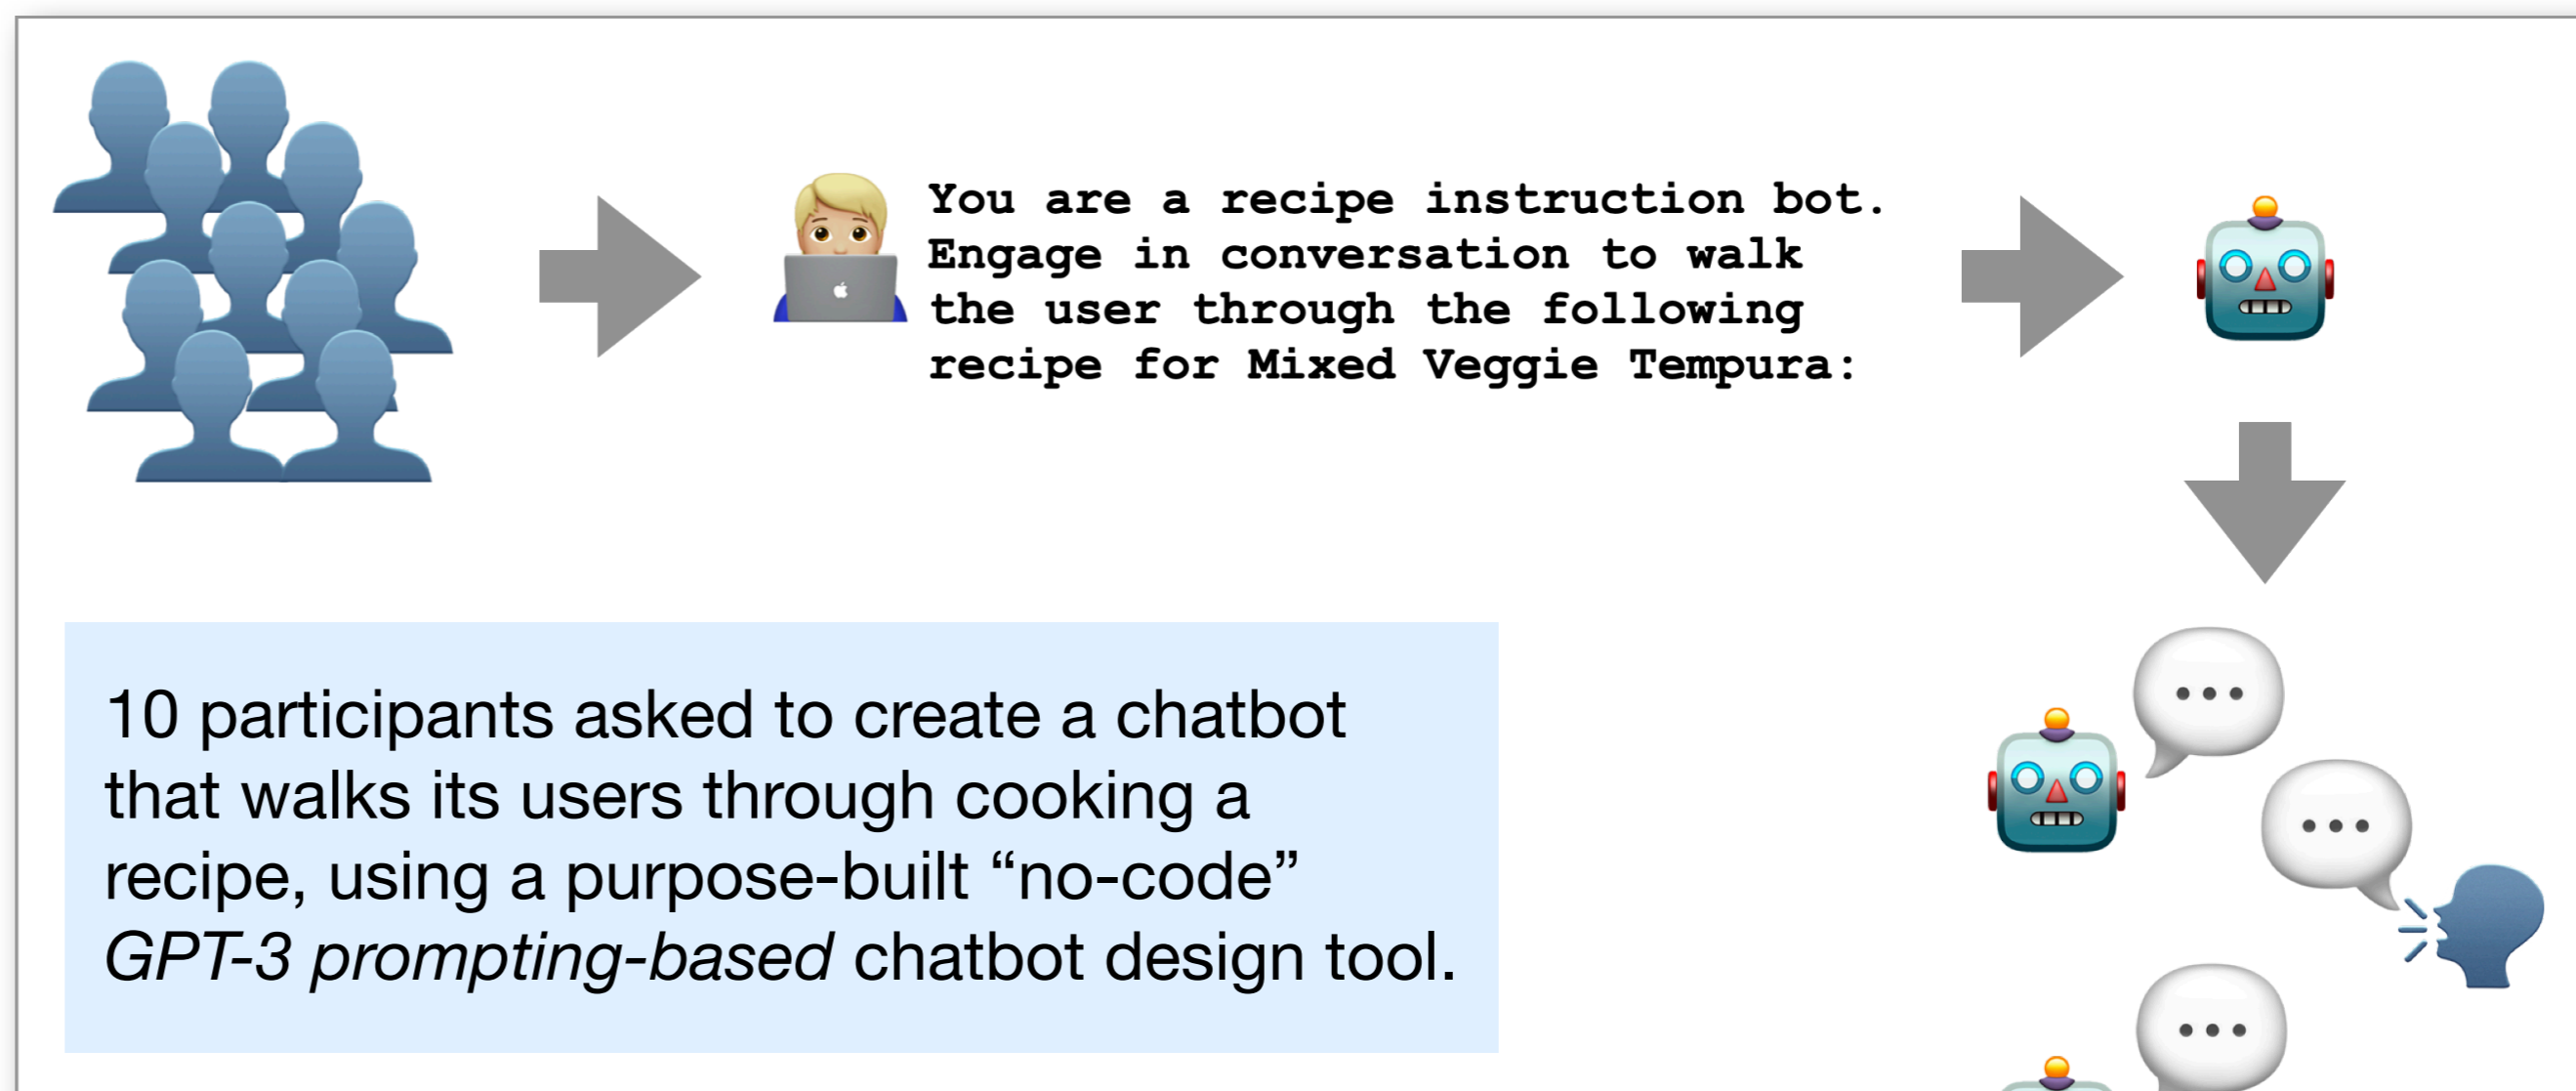 You are a recipe instruction bot.
Engage in conversation to walk
the user through the following
recipe for Mixed Veggie Tempura:
10 participants asked to create a chatbot
that walks its users through cooking a
recipe, using a purpose-built “no-code”
GPT-3 prompting-based chatbot design tool.